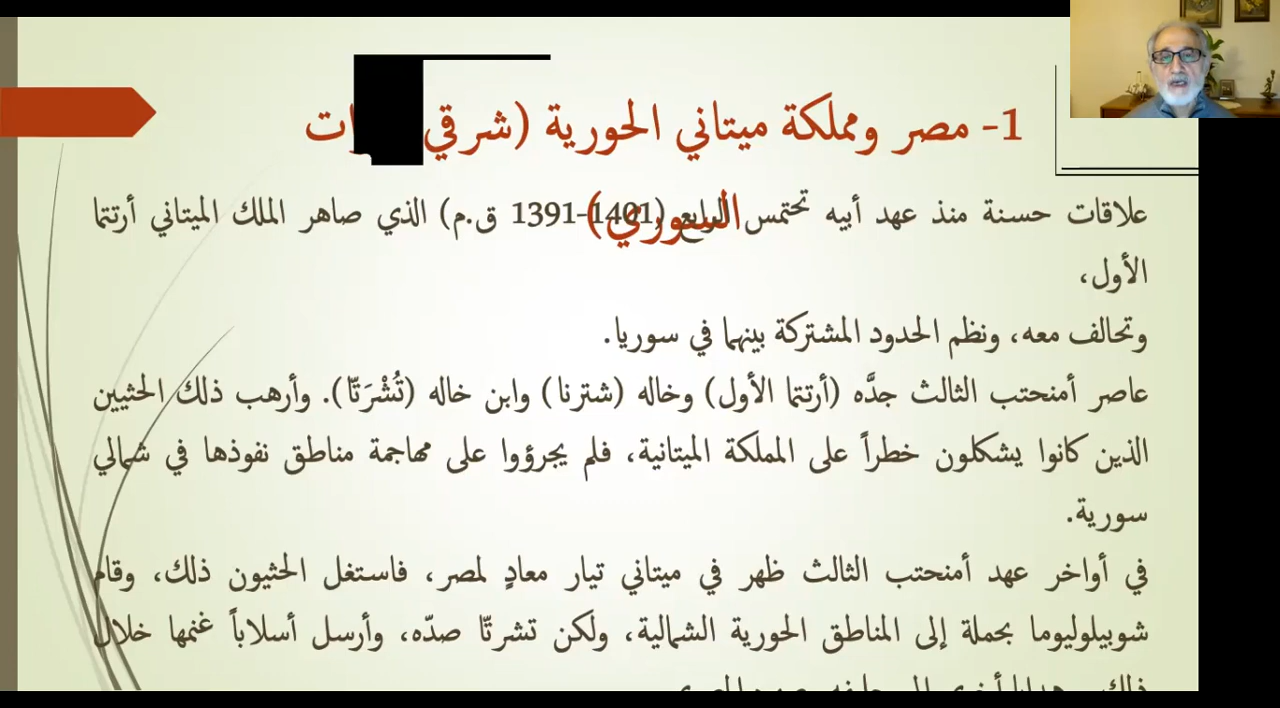 1- مصر ومملكة ميتاني الحورية (شرقي
السوري)
علاقات حسنة منذ عهد أبيه تحتمس الرابع (1401-1391 ق.م) الذي صاهر الملك الميتاني أرتتما
الأول،
وتحالف معه، ونظم الحدود المشتركة بينهما في سوريا.
عاصر أمنحتب الثالث جدَّه (أرتتما الأول) وخاله (شترنا) وابن خاله (تُشْرَتّا). وأرهب ذلك الحثيين
الذين كانوا يشكلون خطراً على المملكة الميتانية، فلم يجرؤوا على مهاجمة مناطق نفوذها في شمالي
سورية.
في أواخر عهد أمنحتب الثالث ظهر في ميتاني تيار معادٍ لمصر، فاستغل الحثيون ذلك، وقام
شوبيلوليوما بحملة إلى المناطق الحورية الشمالية، ولكن تشرتّا صدّه، وأرسل أسلاباً غنمها خلال